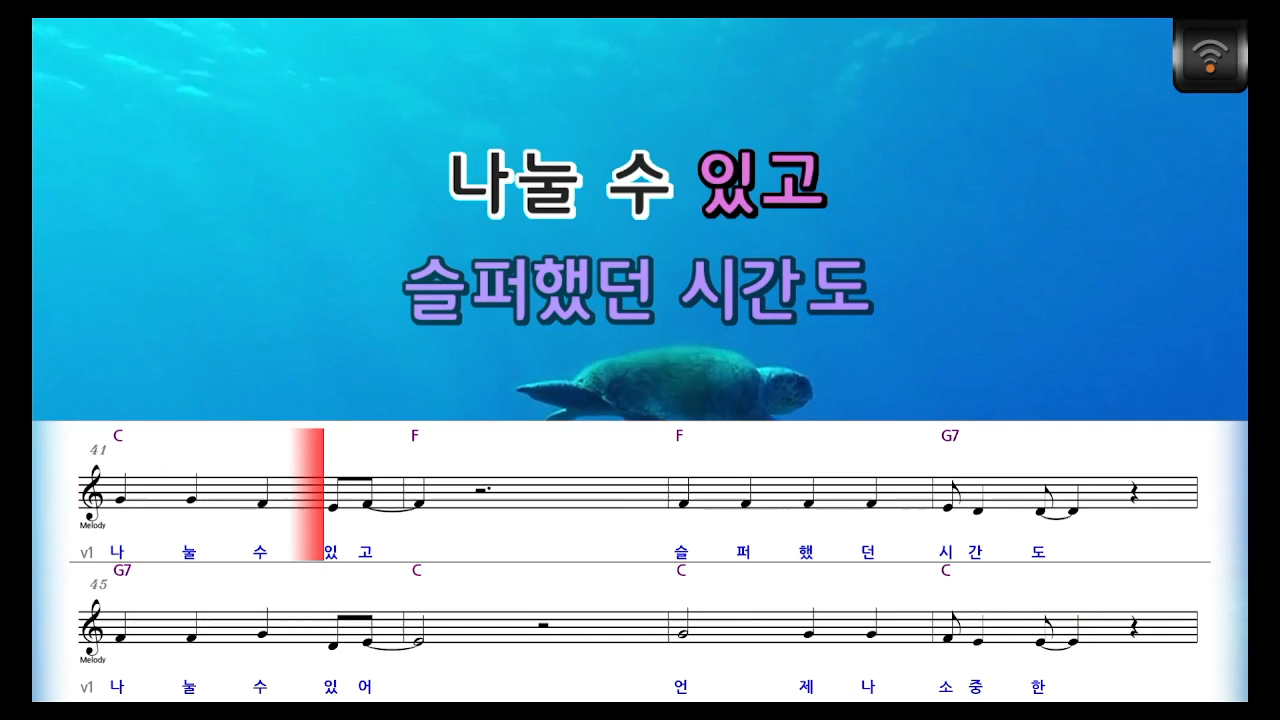 나눌 수 있고
슬퍼했던 시간도
C F F G7
41
Melody
v1 나 눌 수 있 고 슬 퍼 했 던 시 간 도
G7 C C C
45
Melody
v1 나 눌 수 있 어 언 제 나 소 중 한